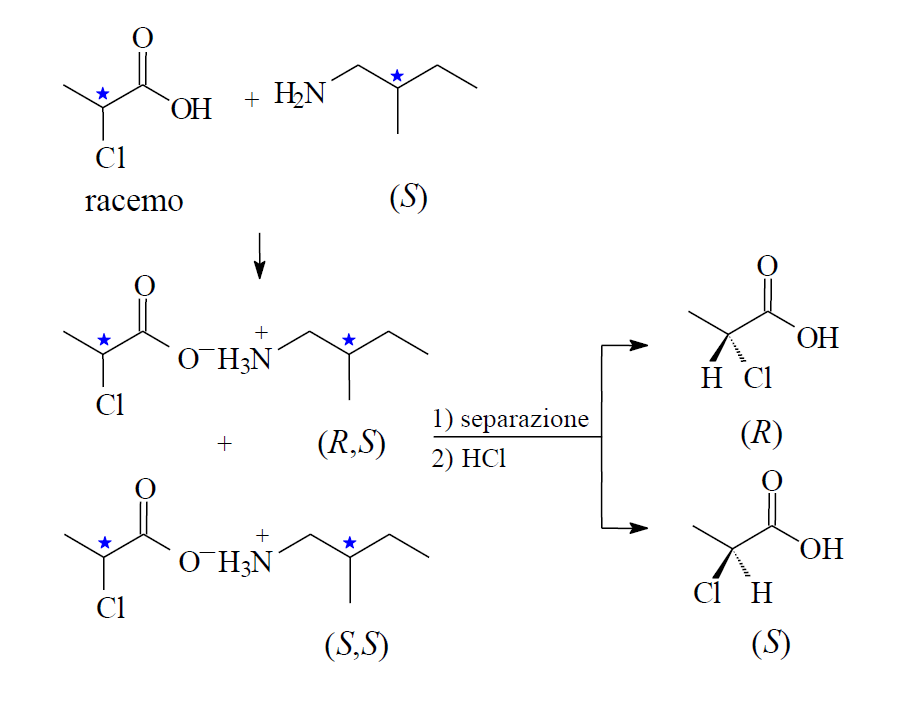 O
OH
Cl
racemo
+
H₂N
(S)
O
O⁻
Cl
+
H₃N
(R,S)
+
O
O⁻
Cl
+
H₃N
(S,S)
1) separazione
2) HCl
O
OH
H Cl
(R)
O
OH
Cl H
(S)